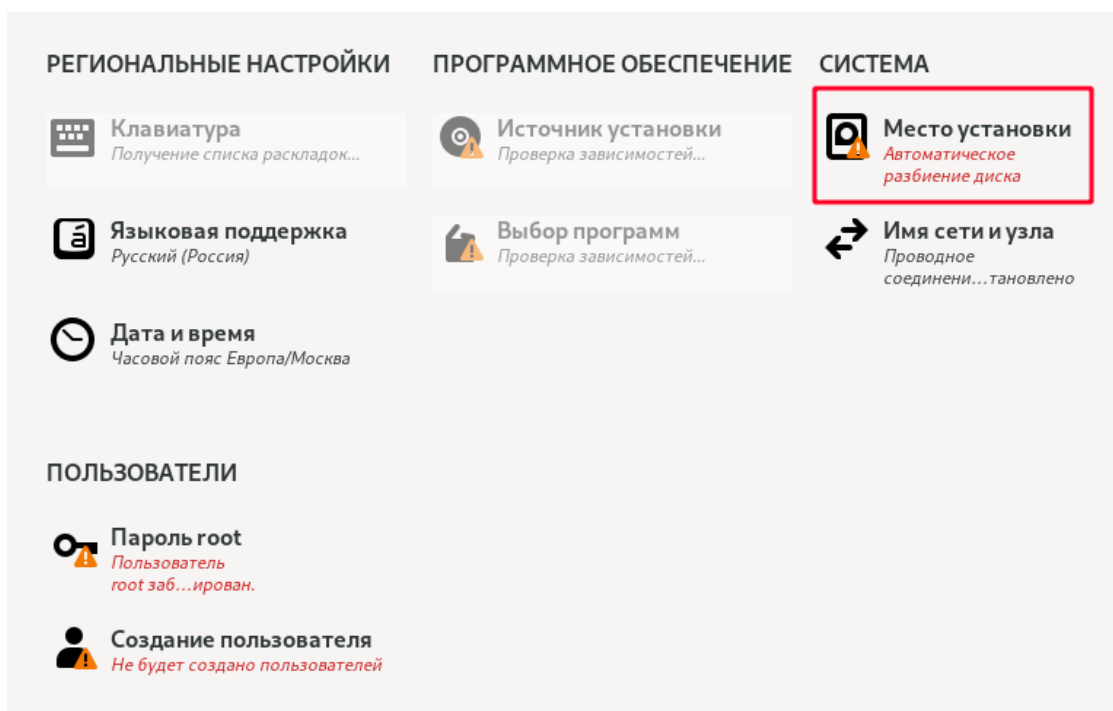 РЕГИОНАЛЬНЫЕ НАСТРОЙКИ
Клавиатура
Получение списка раскладок...
Языковая поддержка
Русский (Россия)
Дата и время
Часовой пояс Европа/Москва
ПРОГРАММНОЕ ОБЕСПЕЧЕНИЕ
Источник установки
Проверка зависимостей...
Выбор программ
Проверка зависимостей...
СИСТЕМА
Место установки
Автоматическое
разбиение диска
Имя сети и узла
Проводное
соединени...тановлено
ПОЛЬЗОВАТЕЛИ
Пароль root
Пользователь
root заб...ирован.
Создание пользователя
Не будет создано пользователей